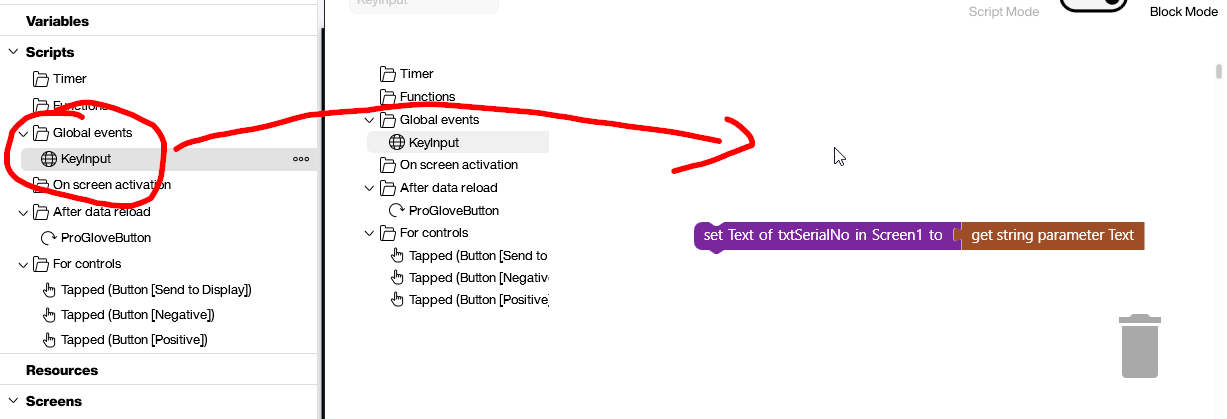 KeyInput
Script Mode
Block Mode
Variables
Scripts
Timer
Functions
Global events
KeyInput
On screen activation
After data reload
ProGloveButton
For controls
Tapped (Button [Send to Display])
Tapped (Button [Negative])
Tapped (Button [Positive])
Resources
Screens
Timer
Functions
Global events
KeyInput
On screen activation
After data reload
ProGloveButton
For controls
Tapped (Button [Send to
Tapped (Button [Negativ
Tapped (Button [Positive]
set Text of txtSerialNo in Screen1 to get string parameter Text